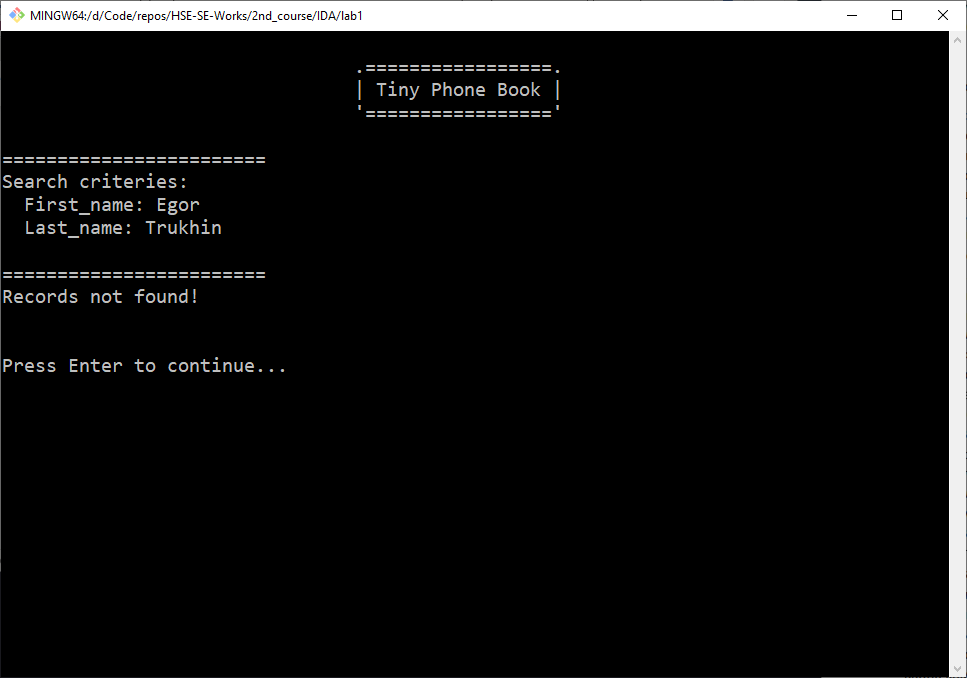 MINGW64:/d/Code/repos/HSE-SE-Works/2nd_course/IDA/lab1
.=================.
| Tiny Phone Book |
'================='
========================
Search criteries:
First_name: Egor
Last_name: Trukhin
========================
Records not found!
Press Enter to continue...